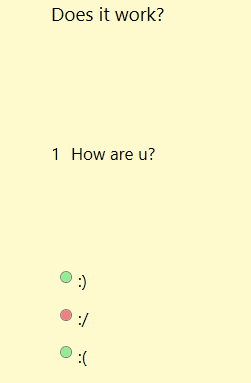 Does it work?
1 How are u?
:)
:/
:(